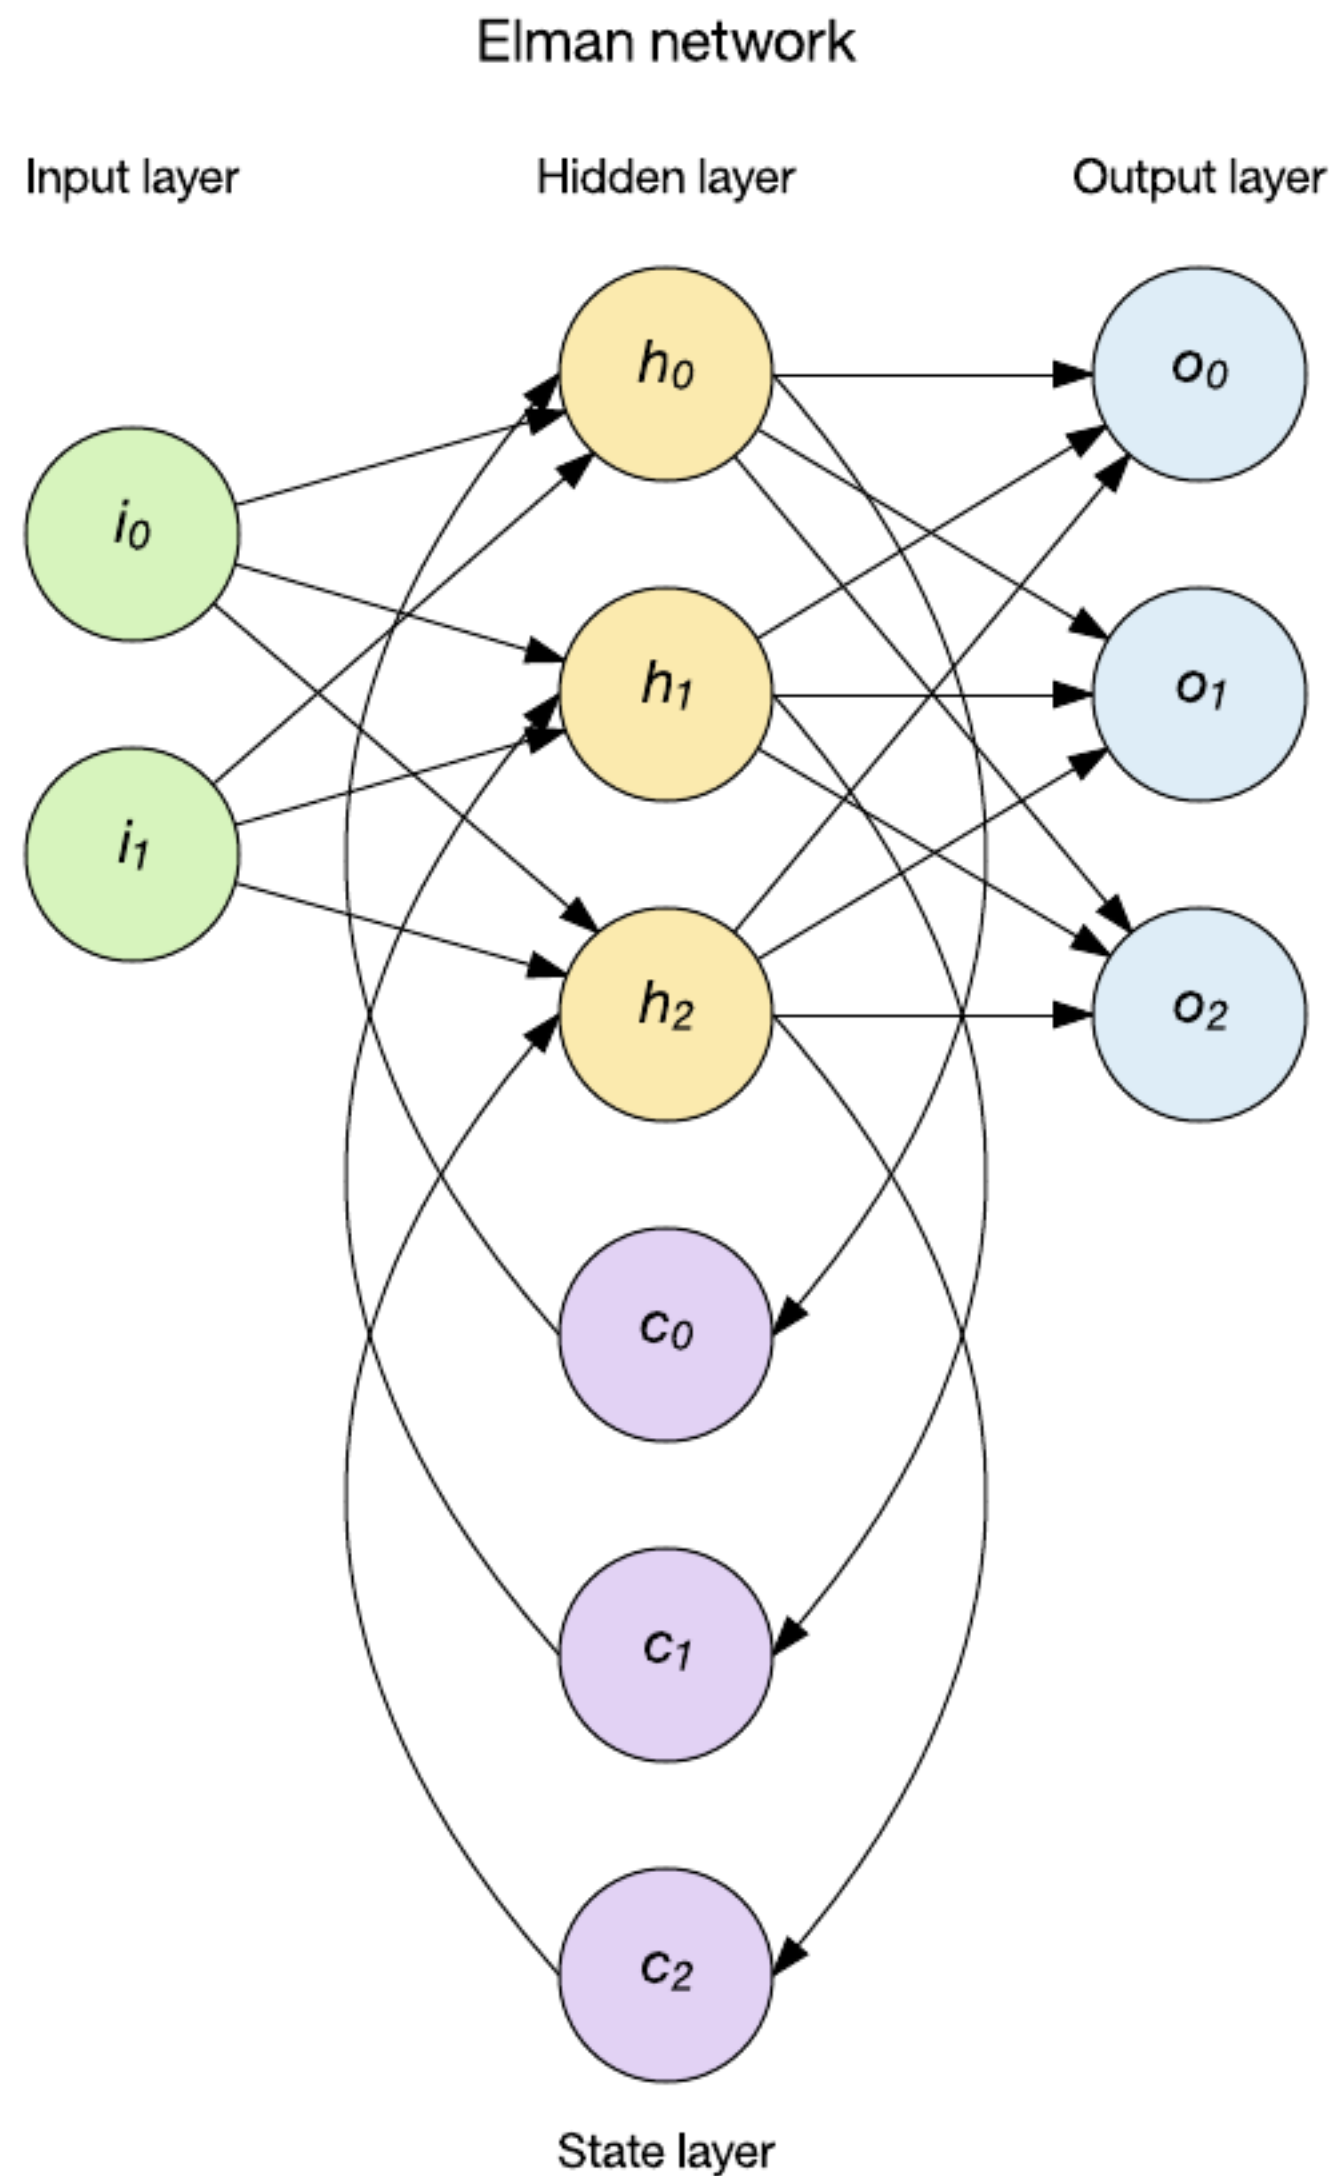 Elman network
Input layer
Hidden layer
Output layer
h0
o0
i0
h1
o1
i1
h2
o2
c0
c1
c2
State layer